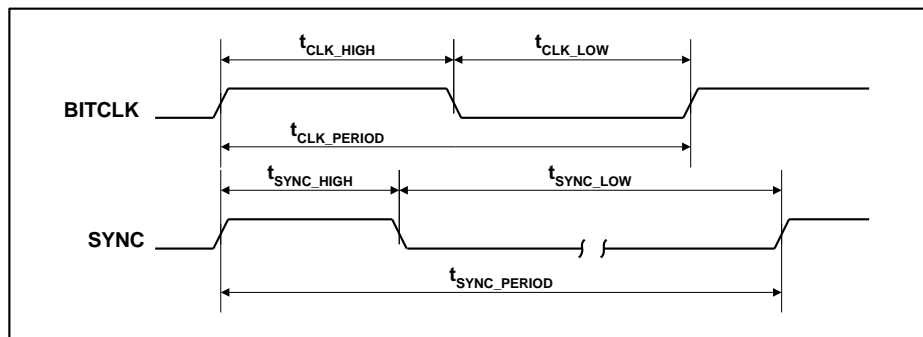 tCLK_HIGH tCLK_LOW
BITCLK
tCLK_PERIOD
tSYNC_HIGH tSYNC_LOW
SYNC
tSYNC_PERIOD